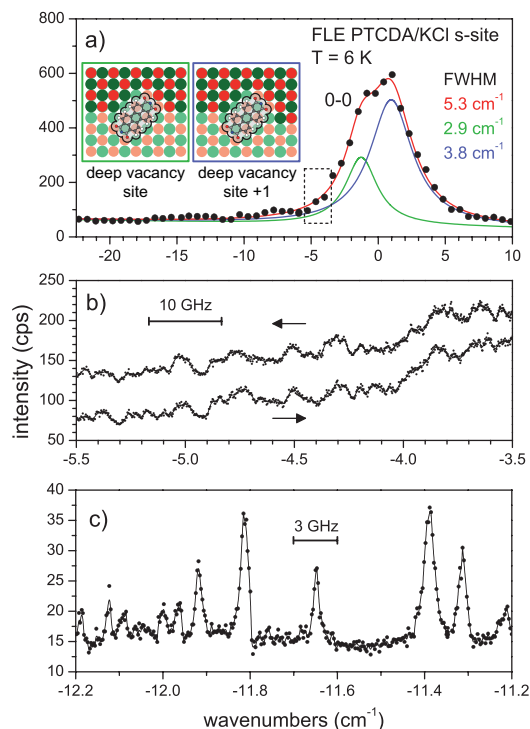 a)
FLE PTCDA/KCl s-site
T = 6 K
0-0
FWHM
5.3 cm⁻¹
2.9 cm⁻¹
3.8 cm⁻¹
deep vacancy
site
deep vacancy
site +1
800
600
400
200
0
-20
-15
-10
-5
0
5
10
b)
10 GHz
intensity (cps)
250
200
150
100
50
-5.5
-5.0
-4.5
-4.0
-3.5
c)
3 GHz
40
35
30
25
20
15
10
-12.2
-12.0
-11.8
-11.6
-11.4
-11.2
wavenumbers (cm⁻¹)